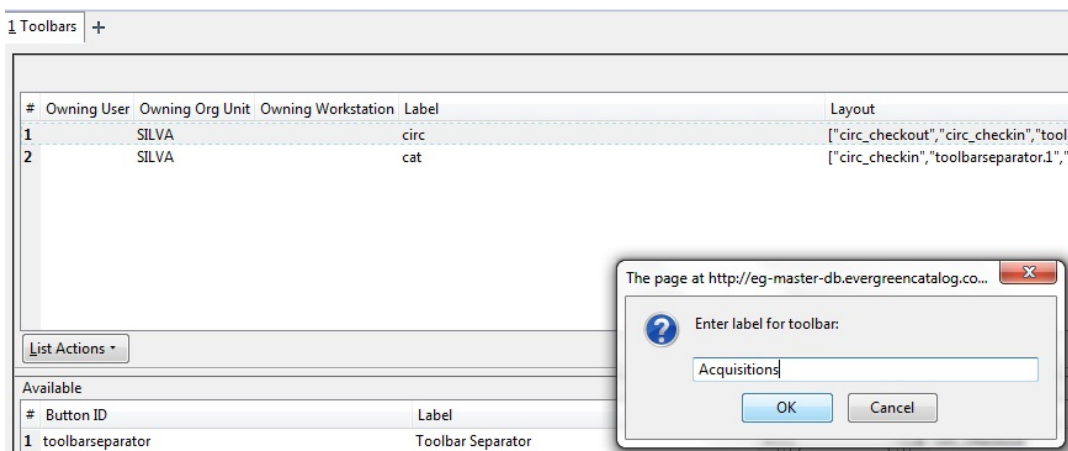 1 Toolbars +
# Owning User Owning Org Unit Owning Workstation Label Layout
1 SILVA circ ["circ_checkout","circ_checkin","tool
2 SILVA cat ["circ_checkin","toolbarseparator.1","
The page at http://eg-master-db.evergreencatalog.co... x
Enter label for toolbar:
Acquisitions
OK Cancel
List Actions
Available
# Button ID Label
1 toolbarseparator Toolbar Separator